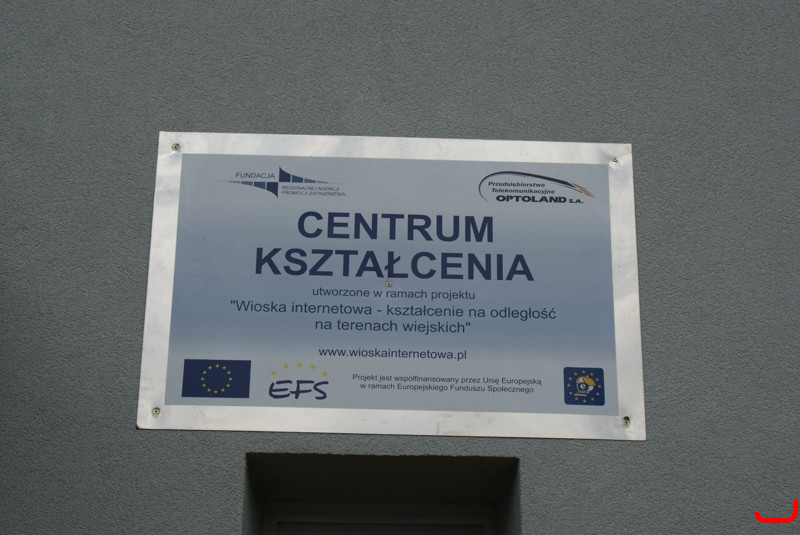 FUNDACJA
REGIONALNEJ AGENCJI
PROMOCJI ZATRUDNIENIA
Przedsiębiorstwo
Telekomunikacyjne
OPTOLAND S.A.
CENTRUM
KSZTAŁCENIA
utworzone w ramach projektu
"Wioska internetowa - kształcenie na odległość
na terenach wiejskich"
www.wioskainternetowa.pl
EFS
Projekt jest współfinansowany przez Unię Europejską
w ramach Europejskiego Funduszu Społecznego
e